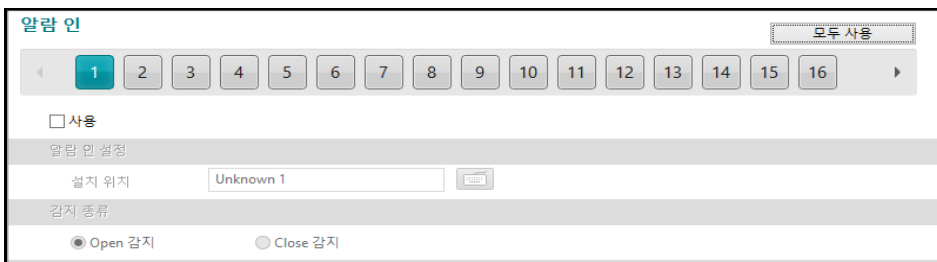 알람 인
모두 사용
1 2 3 4 5 6 7 8 9 10 11 12 13 14 15 16
사용
알람 인 설정
설치 위치 Unknown 1
감지 종류
Open 감지 Close 감지